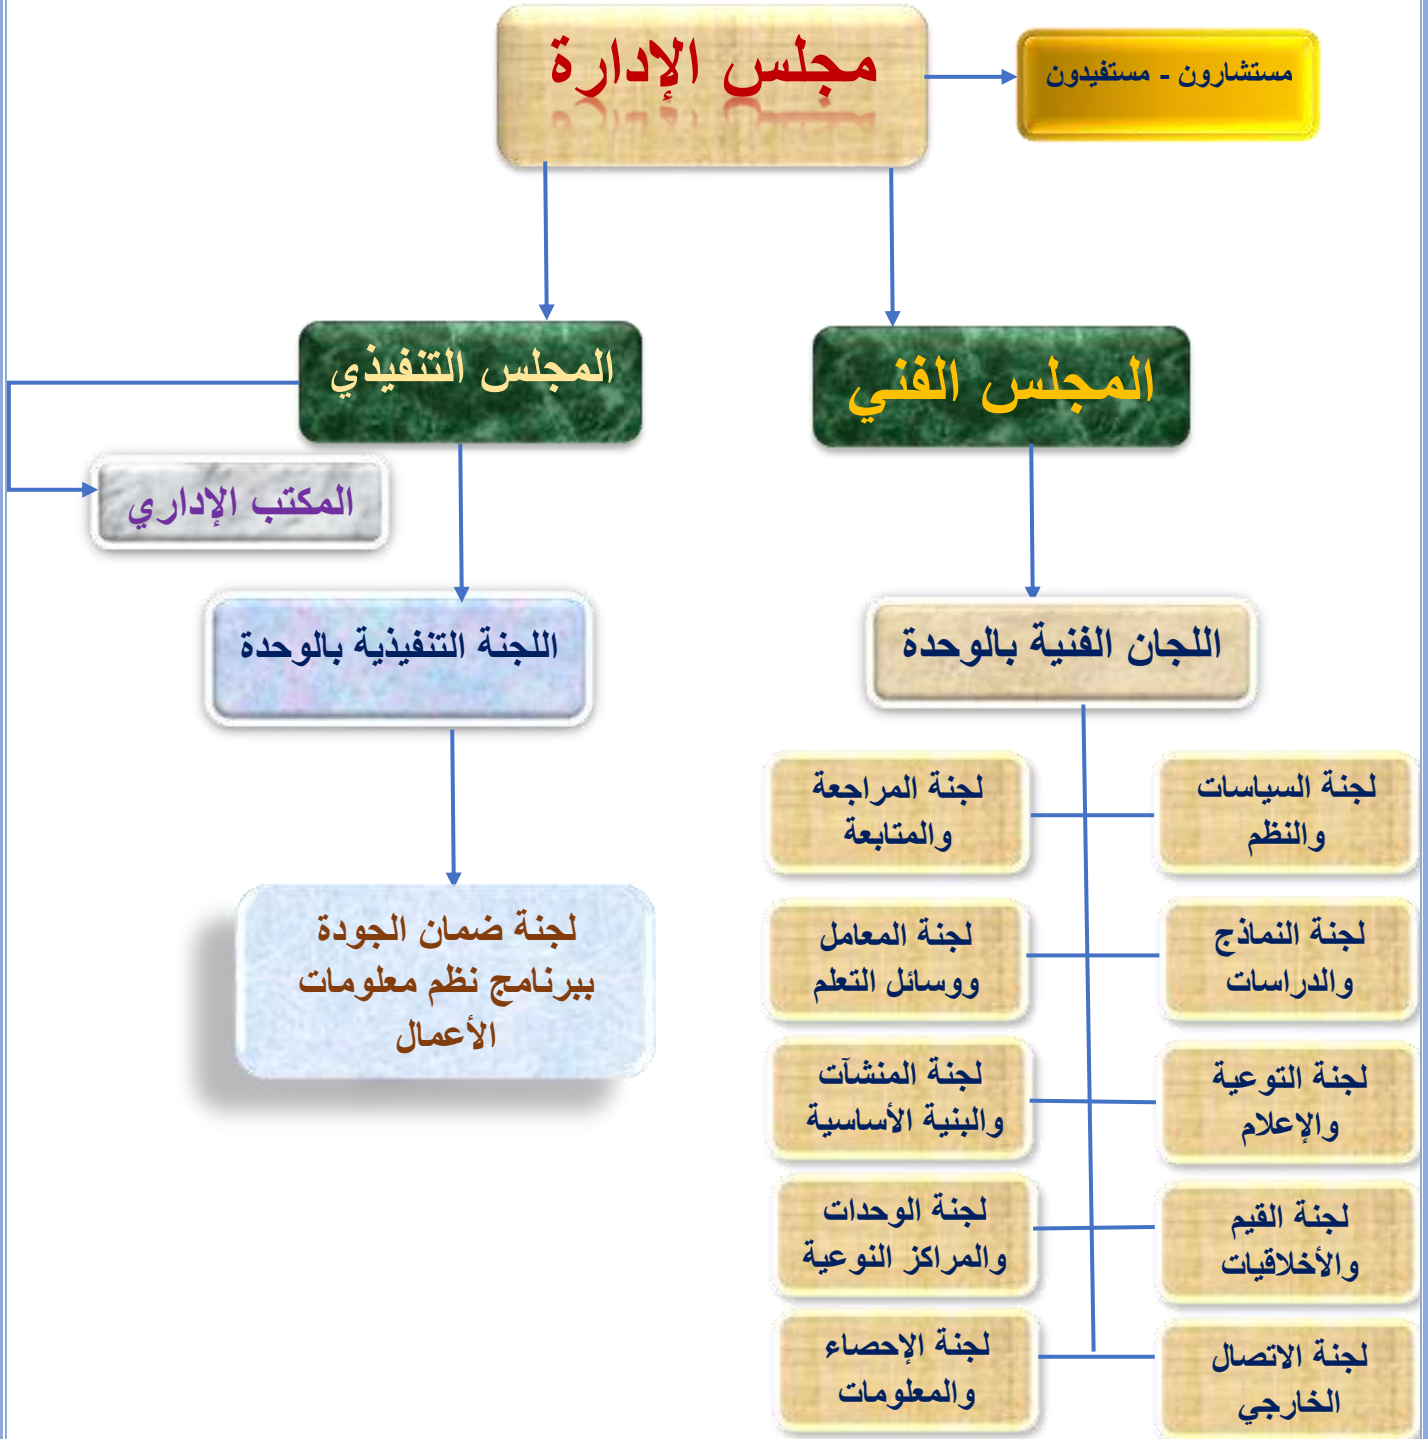 مجلس الإدارة
مستشارون - مستفيدون
المجلس الفني
المجلس التنفيذي
المكتب الإداري
اللجان الفنية بالوحدة
اللجنة التنفيذية بالوحدة
لجنة السياسات
والنظم
لجنة المراجعة
والمتابعة
لجنة النماذج
والدراسات
لجنة المعامل
ووسائل التعلم
لجنة التوعية
والإعلام
لجنة المنشآت
والبنية الأساسية
لجنة القيم
والأخلاقيات
لجنة الوحدات
والمراكز النوعية
لجنة الاتصال
الخارجي
لجنة الإحصاء
والمعلومات
لجنة ضمان الجودة
ببرنامج نظم معلومات
الأعمال